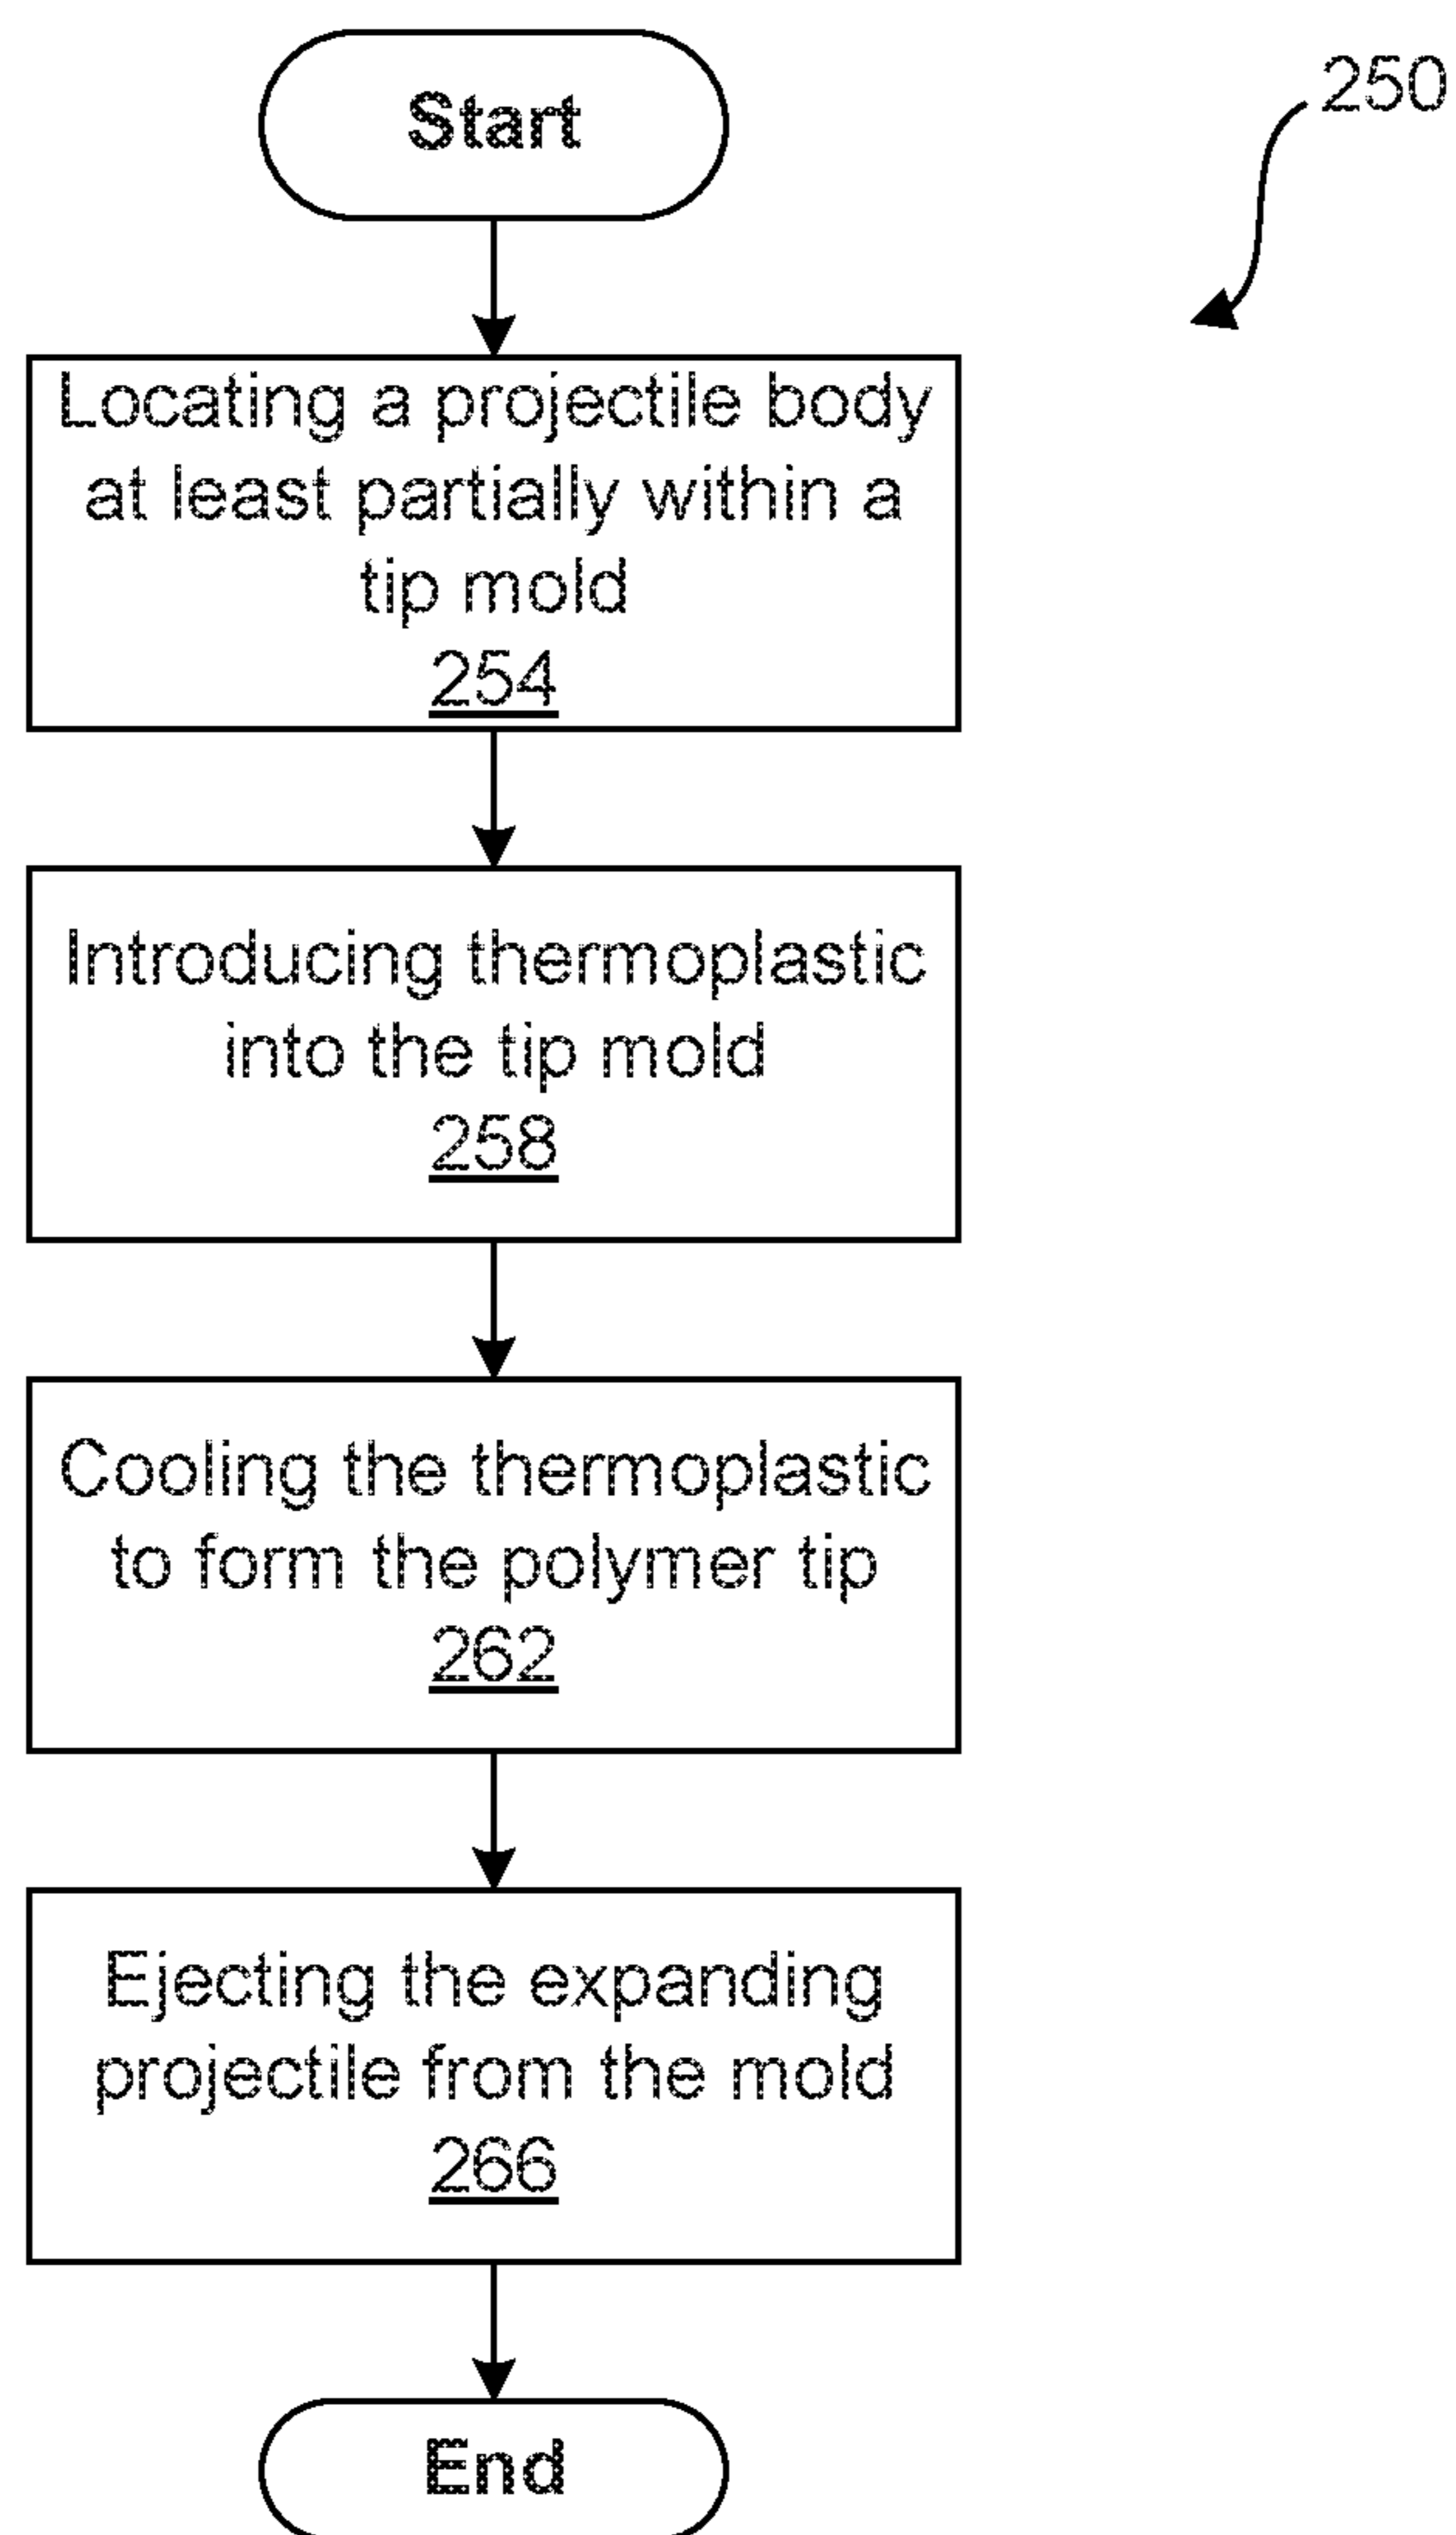 Start
250
Locating a projectile body
at least partially within a
tip mold
254
Introducing thermoplastic
into the tip mold
258
Cooling the thermoplastic
to form the polymer tip
262
Ejecting the expanding
projectile from the mold
266
End